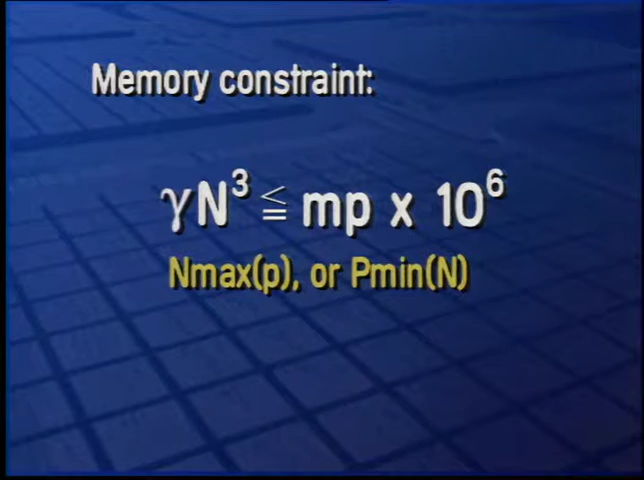 Memory constraint:
γN³ ≦ mp x 10⁶
Nmax(p), or Pmin(N)